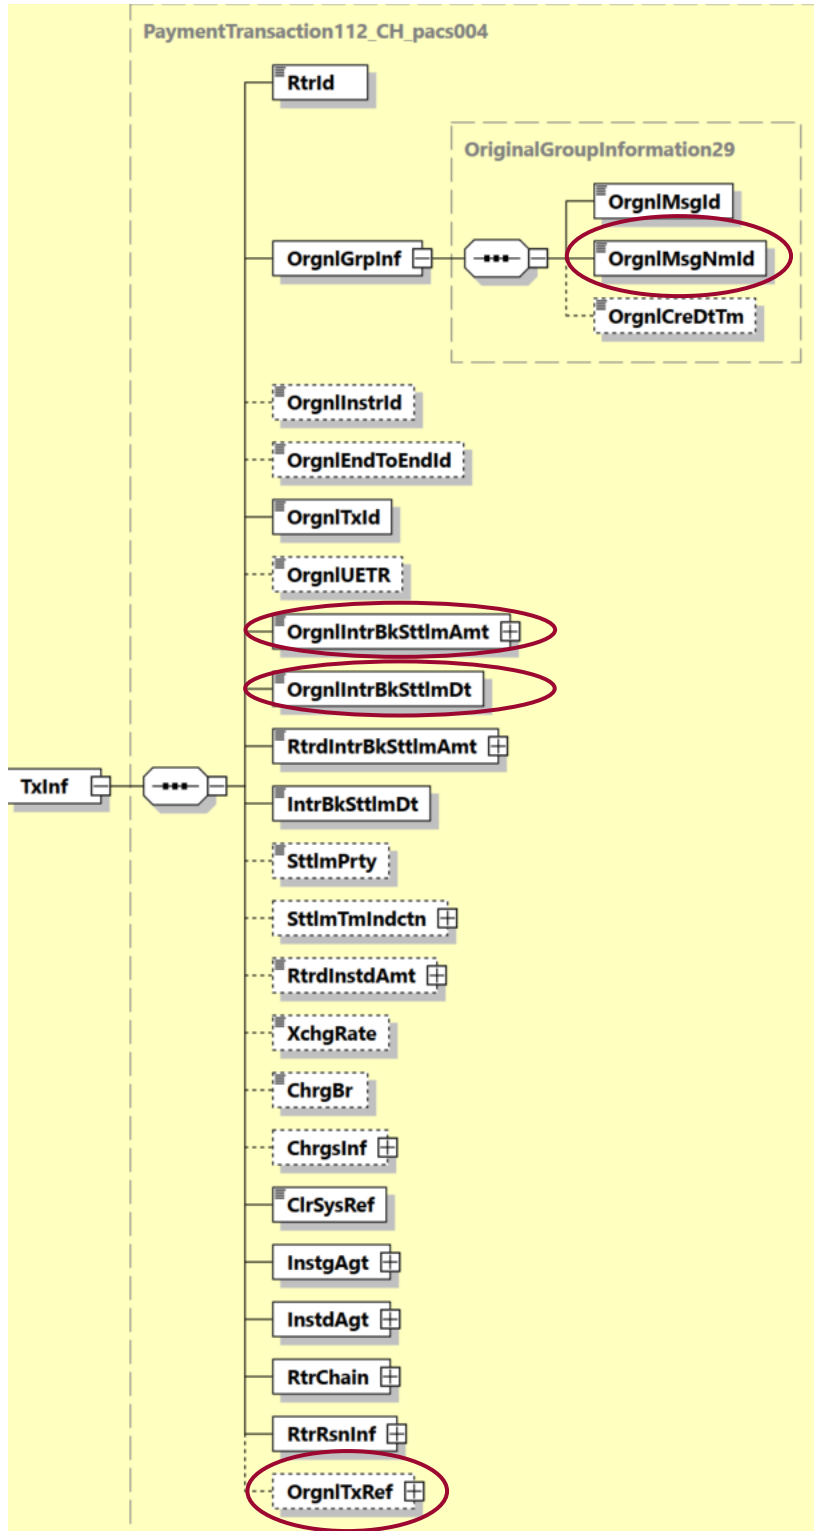 PaymentTransaction112_CH_pacs004
RtrId
OriginalGroupInformation29
OrgnlMsgId
OrgnlGrpInf
OrgnlMsgNmId
OrgnlCreDtTm
OrgnlInstrId
OrgnlEndToEndId
OrgnlTxId
OrgnlUETR
OrgnlIntrBkSttlmAmt
OrgnlIntrBkSttlmDt
RtrdIntrBkSttlmAmt
TxInf
IntrBkSttlmDt
SttlmPrty
SttlmTmIndctn
RtrdInstdAmt
XchgRate
ChrgBr
ChrgsInf
ClrSysRef
InstgAgt
InstdAgt
RtrChain
RtrRsnInf
OrgnlTxRef